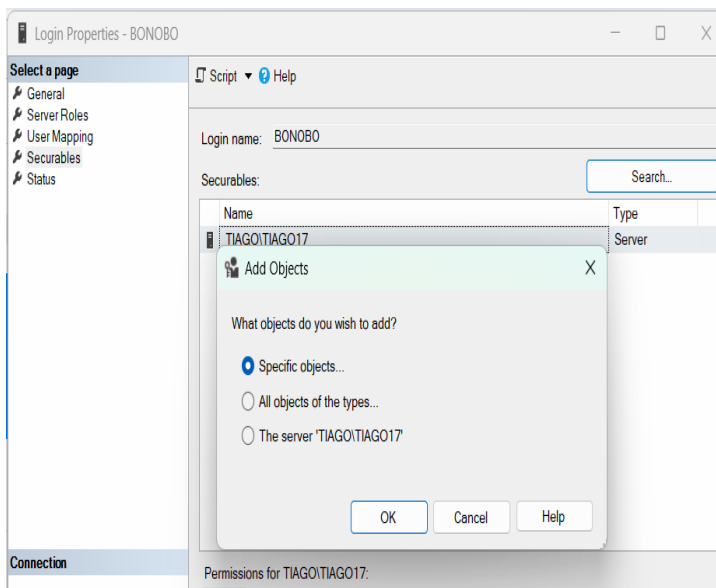 Login Properties - BONOBO
Select a page
General
Server Roles
User Mapping
Securables
Status
Script
Help
Login name: BONOBO
Securables:
Search...
Name Type
TIAGO\TIAGO17 Server
Add Objects
What objects do you wish to add?
Specific objects...
All objects of the types...
The server 'TIAGO\TIAGO17'
OK Cancel Help
Connection
Permissions for TIAGO\TIAGO17: